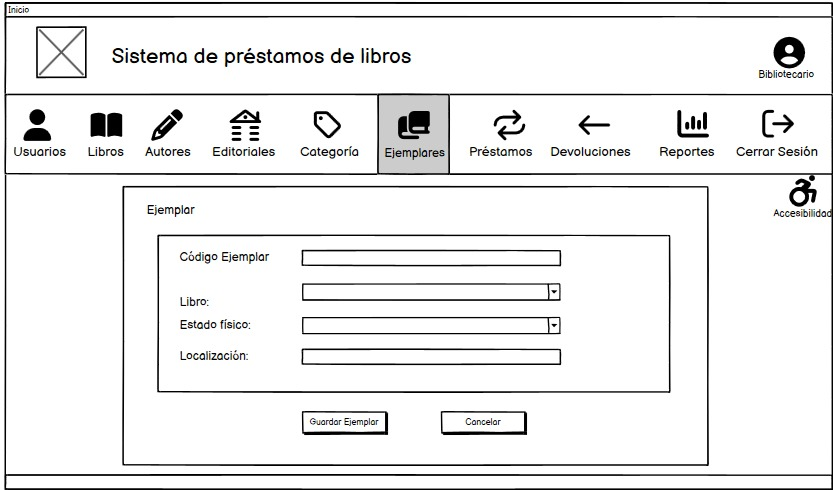 Inicio
Sistema de préstamos de libros
Bibliotecario
Usuarios Libros Autores Editoriales Categoría Ejemplares Préstamos Devoluciones Reportes Cerrar Sesión
Accesibilidad
Ejemplar
Código Ejemplar
Libro:
Estado físico:
Localización:
Guardar Ejemplar Cancelar